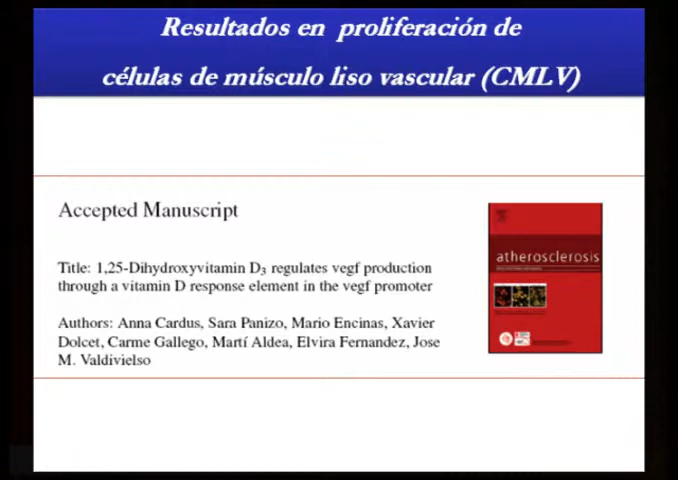 Resultados en proliferación de
células de músculo liso vascular (CMLV)
Accepted Manuscript
Title: 1,25-Dihydroxyvitamin D₃ regulates vegf production
through a vitamin D response element in the vegf promoter
Authors: Anna Cardus, Sara Panizo, Mario Encinas, Xavier
Dolcet, Carme Gallego, Martí Aldea, Elvira Fernandez, Jose
M. Valdivielso
atherosclerosis